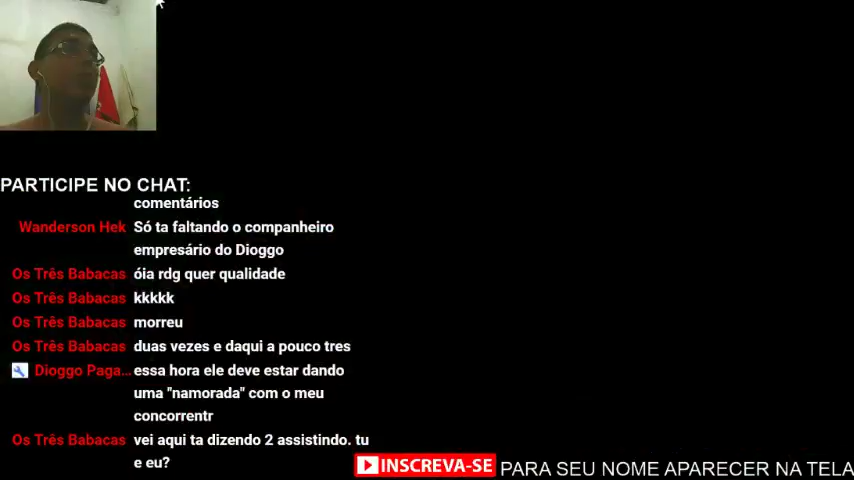 PARTICIPE NO CHAT:
comentários
Wanderson Hek Só ta faltando o companheiro
empresário do Dioggo
Os Três Babacas óia rdg quer qualidade
Os Três Babacas kkkkk
Os Três Babacas morreu
Os Três Babacas duas vezes e daqui a pouco tres
Dioggo Paga... essa hora ele deve estar dando
uma "namorada" com o meu
concorrentr
Os Três Babacas vei aqui ta dizendo 2 assistindo. tu
e eu?
INSCREVA-SE PARA SEU NOME APARECER NA TELA